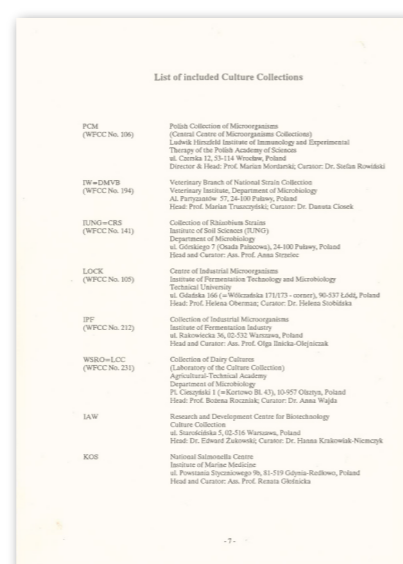 List of included Culture Collections
PCM Polish Collection of Microorganisms
(WFCC No. 106) (Central Centre of Microorganisms Collections)
Ludwik Hirszfeld Institute of Immunology and Experimental
Therapy of the Polish Academy of Sciences
ul. Czerska 12, 53-114 Wrocław, Poland
Director & Head: Prof. Marian Mordarski; Curator: Dr. Stefan Rowiński
IW=DMVB Veterinary Branch of National Strain Collection
(WFCC No. 194) Veterinary Institute, Department of Microbiology
Al. Partyzantów 57, 24-100 Puławy, Poland
Head: Prof. Marian Truszczyński; Curator: Dr. Danuta Cionek
IUNG=CRS Collection of Rhizobium Strains
(WFCC No. 141) Institute of Soil Sciences (IUNG)
Department of Microbiology
ul. Górskiego 7 (Osada Pałacowa), 24-100 Puławy, Poland
Head and Curator: Ass. Prof. Anna Strzelec
LOCK Centre of Industrial Microorganisms
(WFCC No. 105) Institute of Fermentation Technology and Microbiology
Technical University
ul. Gdańska 166 (=Wólczańska 171/173 - corner), 90-537 Łódź, Poland
Head: Prof. Helena Oberman; Curator: Dr. Helena Stobińska
IPF Collection of Industrial Microorganisms
(WFCC No. 212) Institute of Fermentation Industry
ul. Rakowiecka 36, 02-532 Warszawa, Poland
Head and Curator: Ass. Prof. Olga Ilnicka-Olejniczak
WSRO=LCC Collection of Dairy Cultures
(WFCC No. 231) (Laboratory of the Culture Collection)
Agricultural-Technical Academy
Department of Microbiology
Pl. Cieszyński 1 (=Kortowo Bl. 43), 10-957 Olsztyn, Poland
Head: Prof. Bożena Roczniak; Curator: Dr. Anna Wajda
IAW Research and Development Centre for Biotechnology
Culture Collection
ul. Starościńska 5, 02-516 Warszawa, Poland
Head: Dr. Edward Żukowski; Curator: Dr. Hanna Krakowiak-Niemczyk
KOS National Salmonella Centre
Institute of Marine Medicine
ul. Powstania Styczniowego 9b, 81-519 Gdynia-Redłowo, Poland
Head and Curator: Ass. Prof. Renata Głośnicka
- 7 -